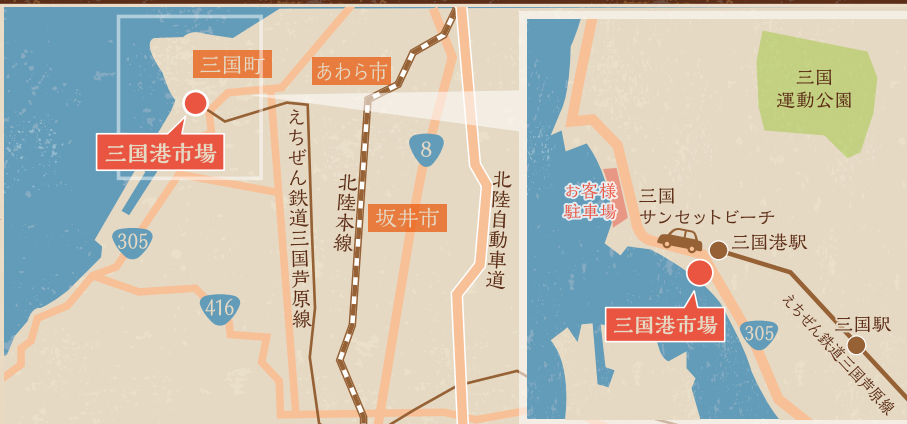 三国町
あわら市
三国港市場
えちぜん鉄道三国芦原線
北陸本線
8
坂井市
北陸自動車道
305
416
三国
運動公園
お客様
駐車場
三国
サンセットビーチ
三国港駅
三国港市場
305
三国駅
えちぜん鉄道三国芦原線